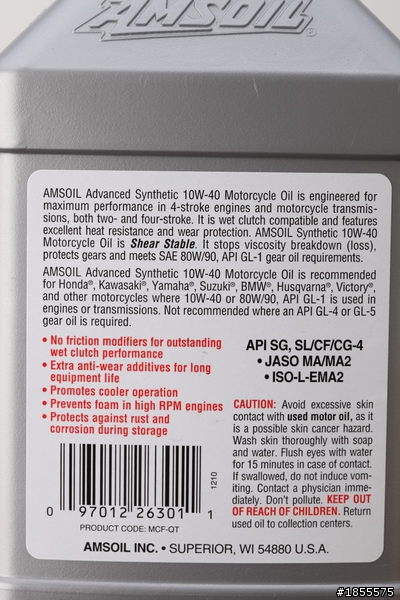 AMSOIL
AMSOIL Advanced Synthetic 10W-40 Motorcycle Oil is engineered for
maximum performance in 4-stroke engines and motorcycle transmis-
sions, both two- and four-stroke. It is wet clutch compatible and features
excellent heat resistance and wear protection. AMSOIL Synthetic 10W-40
Motorcycle Oil is Shear Stable. It stops viscosity breakdown (loss),
protects gears and meets SAE 80W/90, API GL-1 gear oil requirements.
AMSOIL Advanced Synthetic 10W-40 Motorcycle Oil is recommended
for Honda®, Kawasaki®, Yamaha®, Suzuki®, BMW®, Husqvarna®, Victory®,
and other motorcycles where 10W-40 or 80W/90, API GL-1 is used in
engines or transmissions. Not recommended where an API GL-4 or GL-5
gear oil is required.
• No friction modifiers for outstanding
wet clutch performance
• Extra anti-wear additives for long
equipment life
• Promotes cooler operation
• Prevents foam in high RPM engines
• Protects against rust and
corrosion during storage
API SG, SL/CF/CG-4
• JASO MA/MA2
• ISO-L-EMA2
CAUTION: Avoid excessive skin
contact with used motor oil, as it
is a possible skin cancer hazard.
Wash skin thoroughly with soap
and water. Flush eyes with water
for 15 minutes in case of contact.
If swallowed, do not induce vom-
iting. Contact a physician imme-
diately. Don't pollute. KEEP OUT
OF REACH OF CHILDREN. Return
used oil to collection centers.
1210
0 97012 26301 1
PRODUCT CODE: MCF-QT
AMSOIL INC. • SUPERIOR, WI 54880 U.S.A.
#1855575